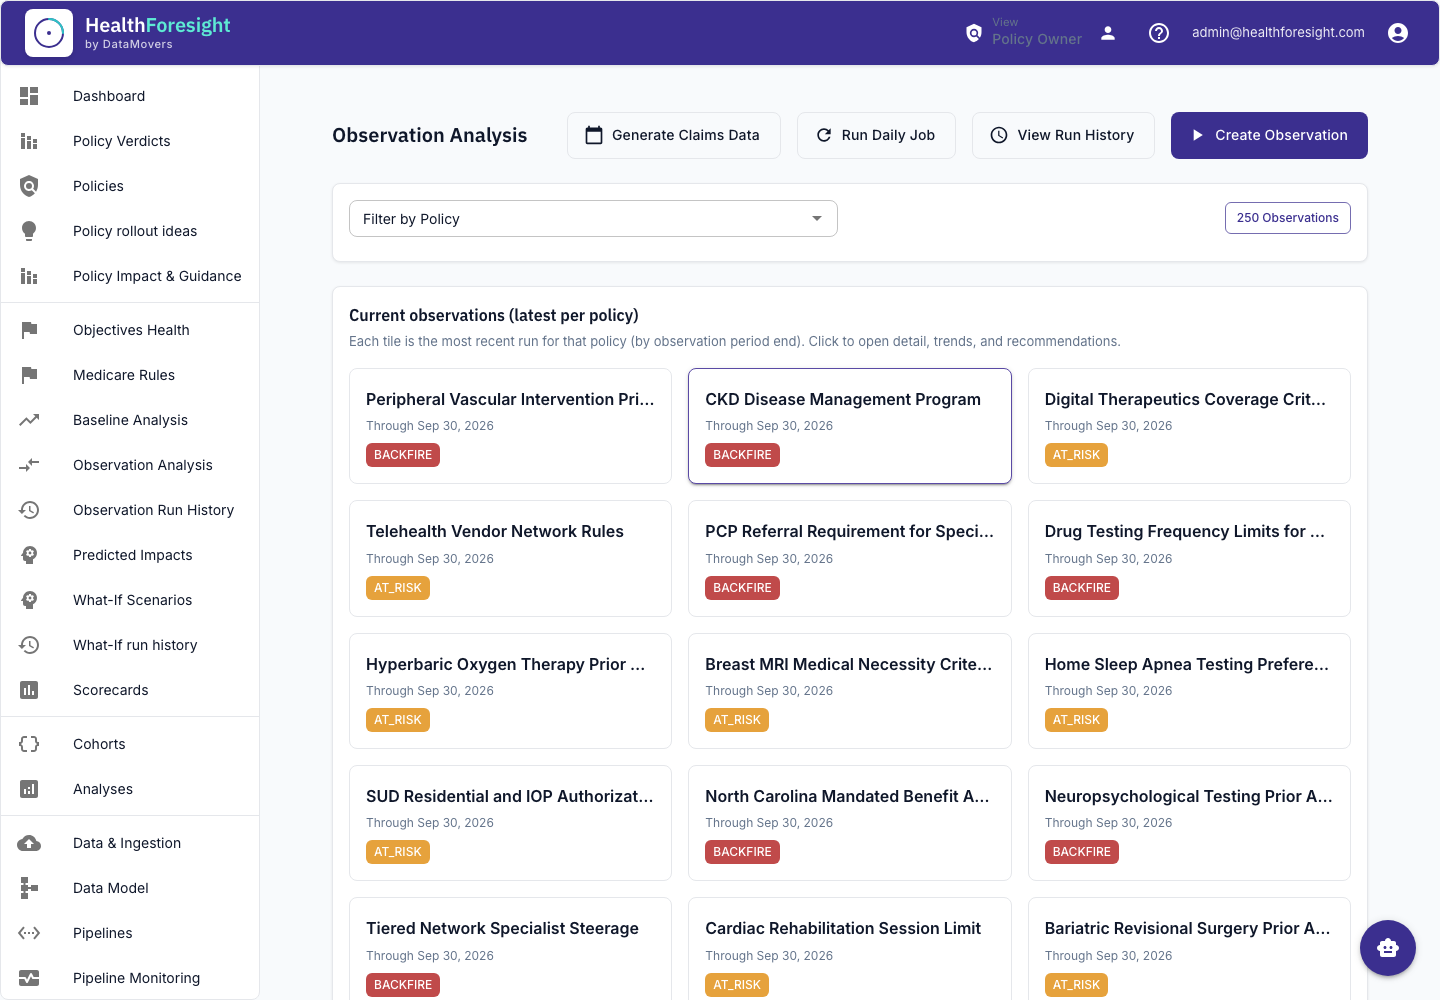 HealthForesight
by DataMovers
View
Policy Owner
admin@healthforesight.com
Dashboard
Policy Verdicts
Policies
Policy rollout ideas
Policy Impact & Guidance
Objectives Health
Medicare Rules
Baseline Analysis
Observation Analysis
Observation Run History
Predicted Impacts
What-If Scenarios
What-If run history
Scorecards
Cohorts
Analyses
Data & Ingestion
Data Model
Pipelines
Pipeline Monitoring
Observation Analysis
Generate Claims Data
Run Daily Job
View Run History
Create Observation
Filter by Policy
250 Observations
Current observations (latest per policy)
Each tile is the most recent run for that policy (by observation period end). Click to open detail, trends, and recommendations.
Peripheral Vascular Intervention Pri...
Through Sep 30, 2026
BACKFIRE
CKD Disease Management Program
Through Sep 30, 2026
BACKFIRE
Digital Therapeutics Coverage Crit...
Through Sep 30, 2026
AT_RISK
Telehealth Vendor Network Rules
Through Sep 30, 2026
AT_RISK
PCP Referral Requirement for Speci...
Through Sep 30, 2026
BACKFIRE
Drug Testing Frequency Limits for ...
Through Sep 30, 2026
BACKFIRE
Hyperbaric Oxygen Therapy Prior ...
Through Sep 30, 2026
AT_RISK
Breast MRI Medical Necessity Crite...
Through Sep 30, 2026
AT_RISK
Home Sleep Apnea Testing Prefere...
Through Sep 30, 2026
AT_RISK
SUD Residential and IOP Authorizat...
Through Sep 30, 2026
AT_RISK
North Carolina Mandated Benefit A...
Through Sep 30, 2026
BACKFIRE
Neuropsychological Testing Prior A...
Through Sep 30, 2026
BACKFIRE
Tiered Network Specialist Steerage
Through Sep 30, 2026
BACKFIRE
Cardiac Rehabilitation Session Limit
Through Sep 30, 2026
AT_RISK
Bariatric Revisional Surgery Prior A...
Through Sep 30, 2026
AT_RISK